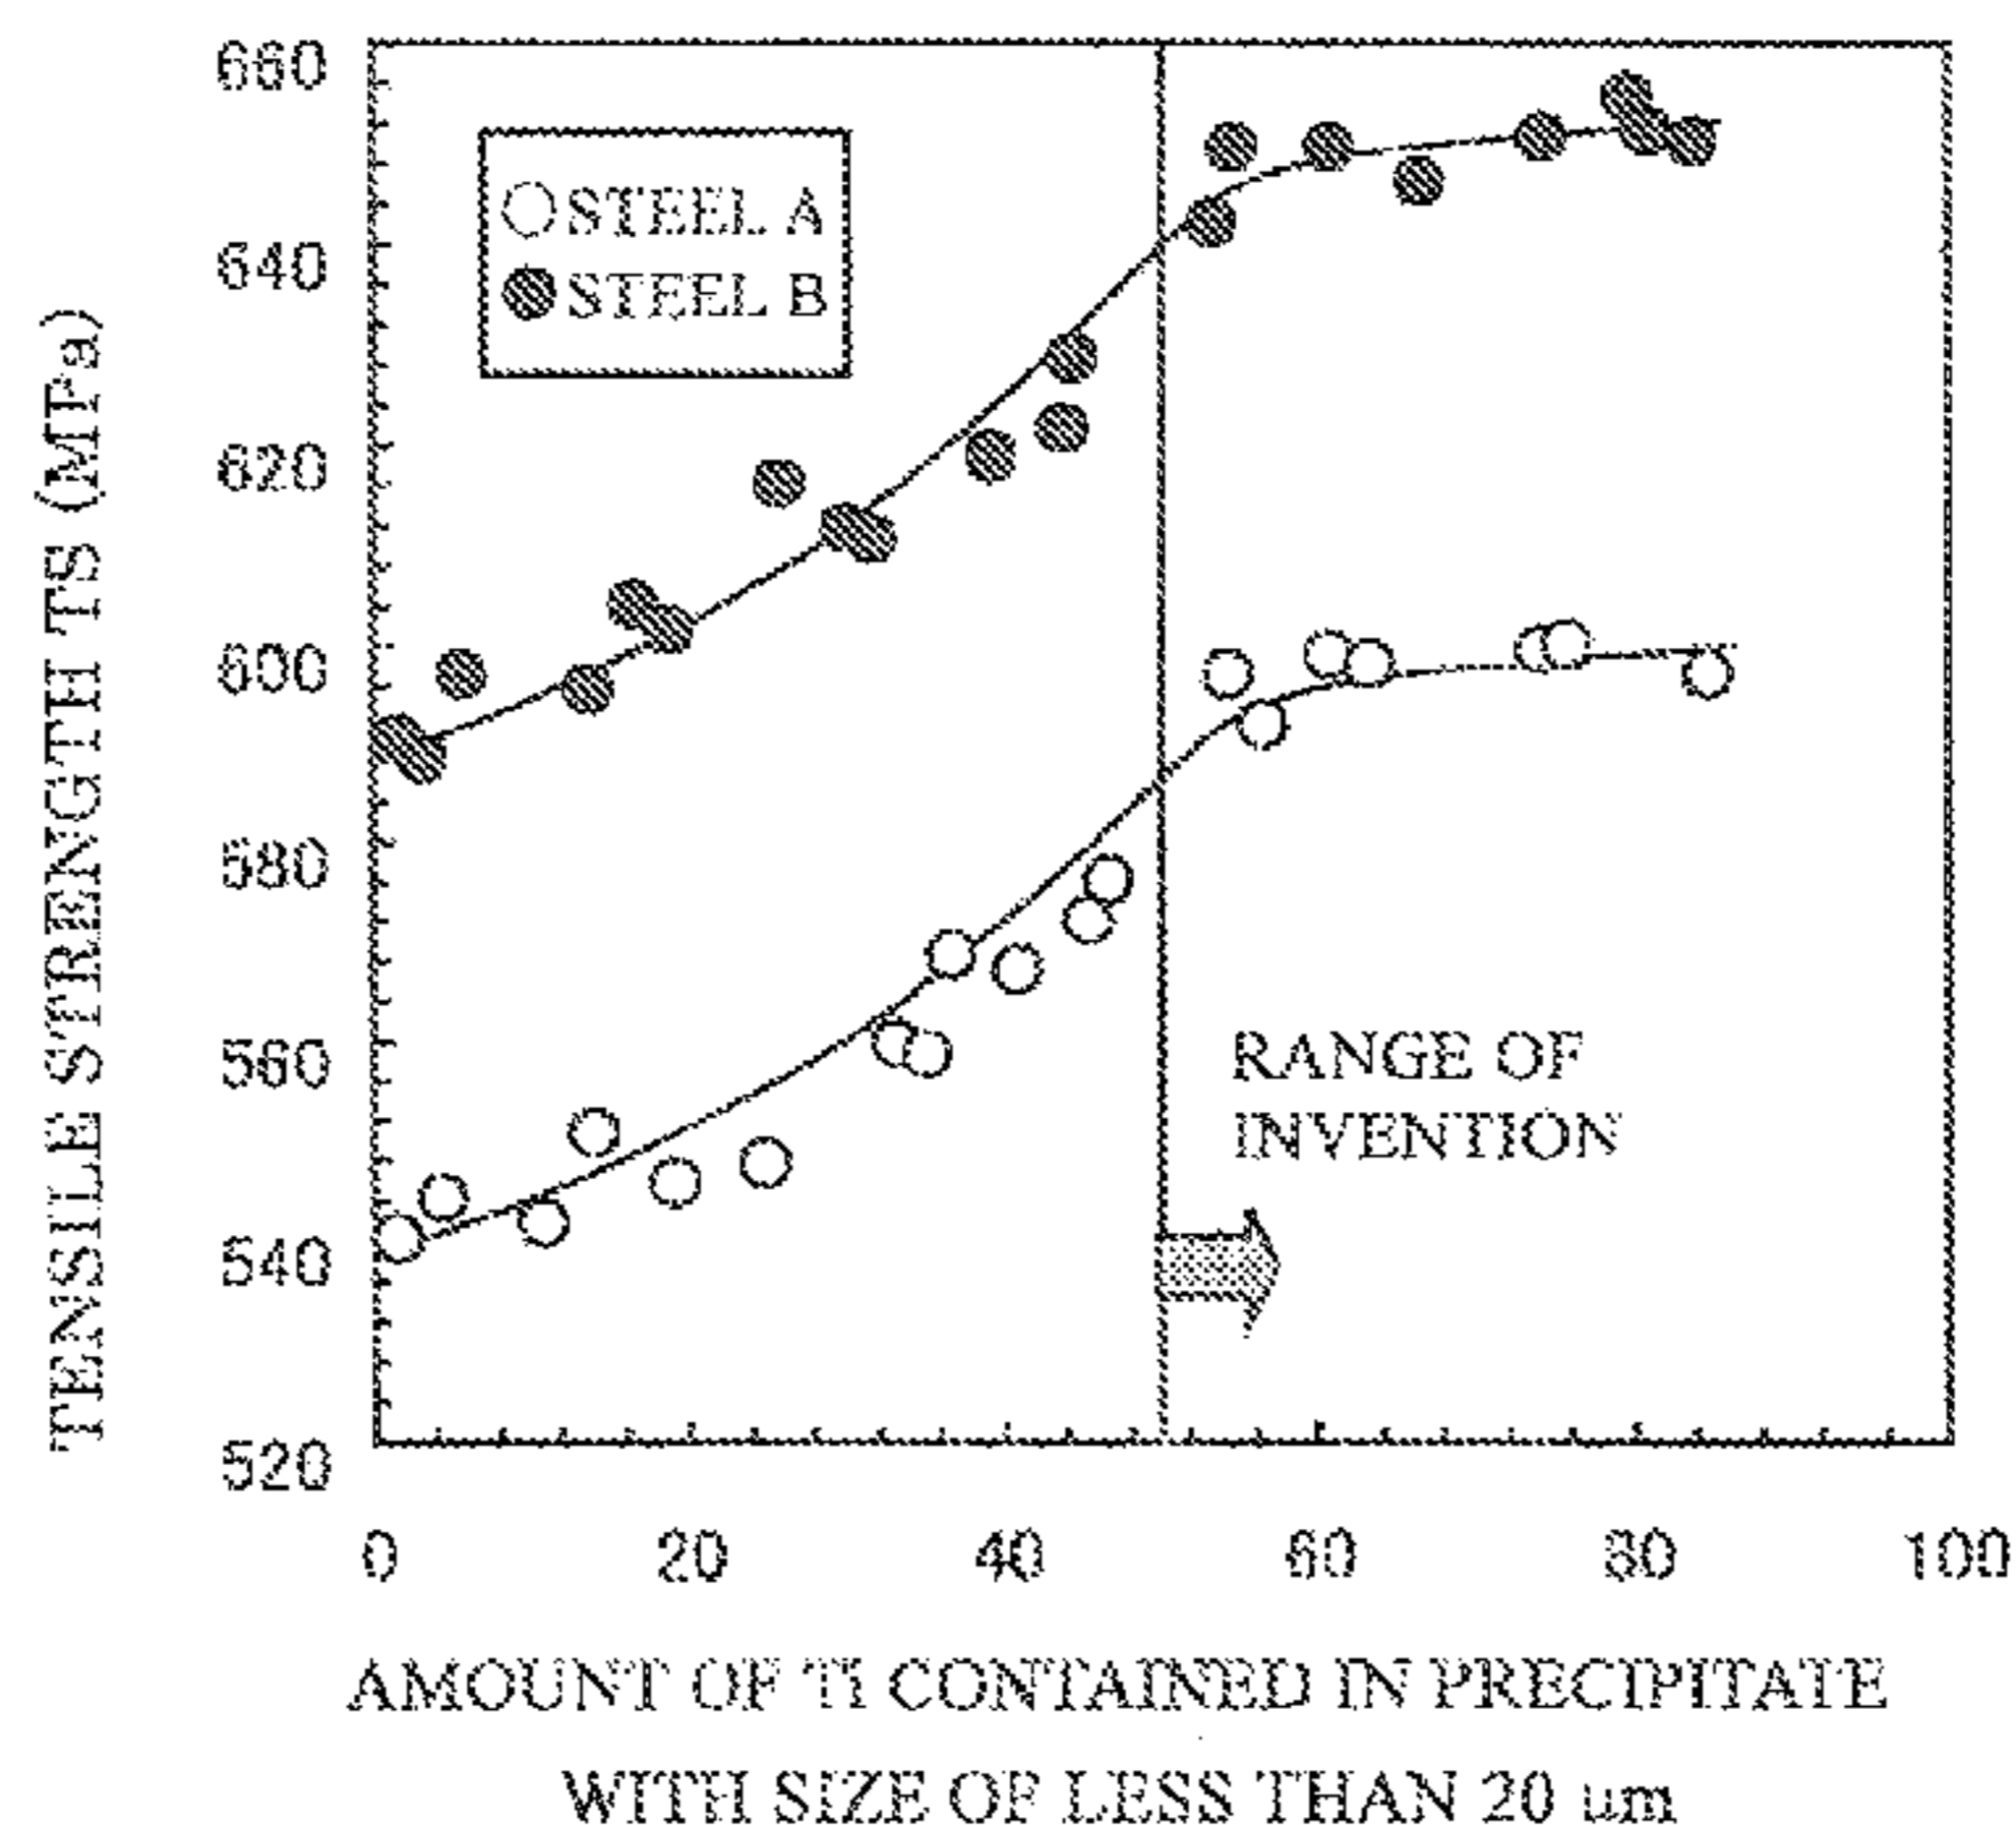 TENSILE STRENGTH TS (MPa)
660
640
620
600
580
560
540
520
STEEL A
STEEL B
RANGE OF
INVENTION
0 20 40 60 80 100
AMOUNT OF Ti CONTAINED IN PRECIPITATE
WITH SIZE OF LESS THAN 20 um